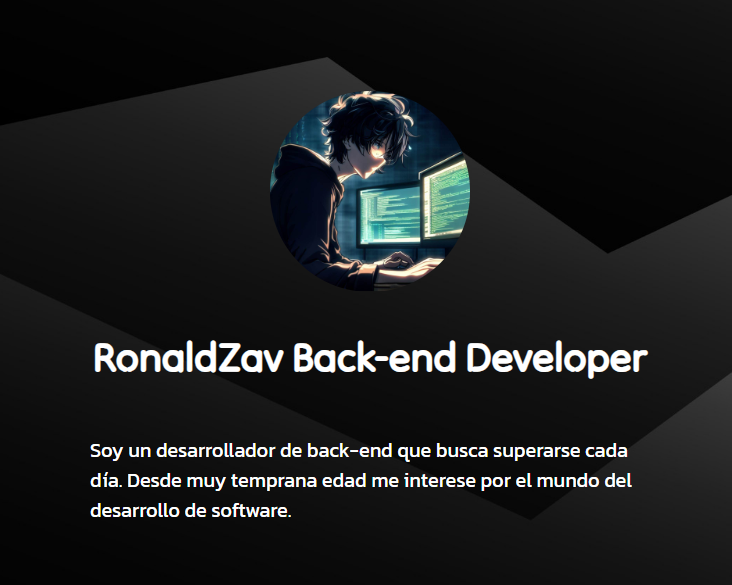 RonaldZav Back-end Developer
Soy un desarrollador de back-end que busca superarse cada
día. Desde muy temprana edad me interese por el mundo del
desarrollo de software.